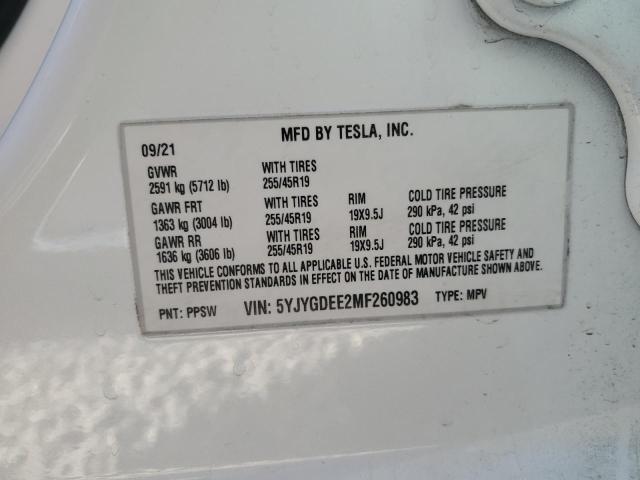 MFD BY TESLA, INC.
09/21
GVWR WITH TIRES
2591 kg (5712 lb) 255/45R19
GAWR FRT WITH TIRES RIM COLD TIRE PRESSURE
1363 kg (3004 lb) 255/45R19 19X9.5J 290 kPa, 42 psi
GAWR RR WITH TIRES RIM COLD TIRE PRESSURE
1636 kg (3606 lb) 255/45R19 19X9.5J 290 kPa, 42 psi
THIS VEHICLE CONFORMS TO ALL APPLICABLE U.S. FEDERAL MOTOR VEHICLE SAFETY AND
THEFT PREVENTION STANDARDS IN EFFECT ON THE DATE OF MANUFACTURE SHOWN ABOVE.
PNT: PPSW VIN: 5YJYGDEE2MF260983 TYPE: MPV